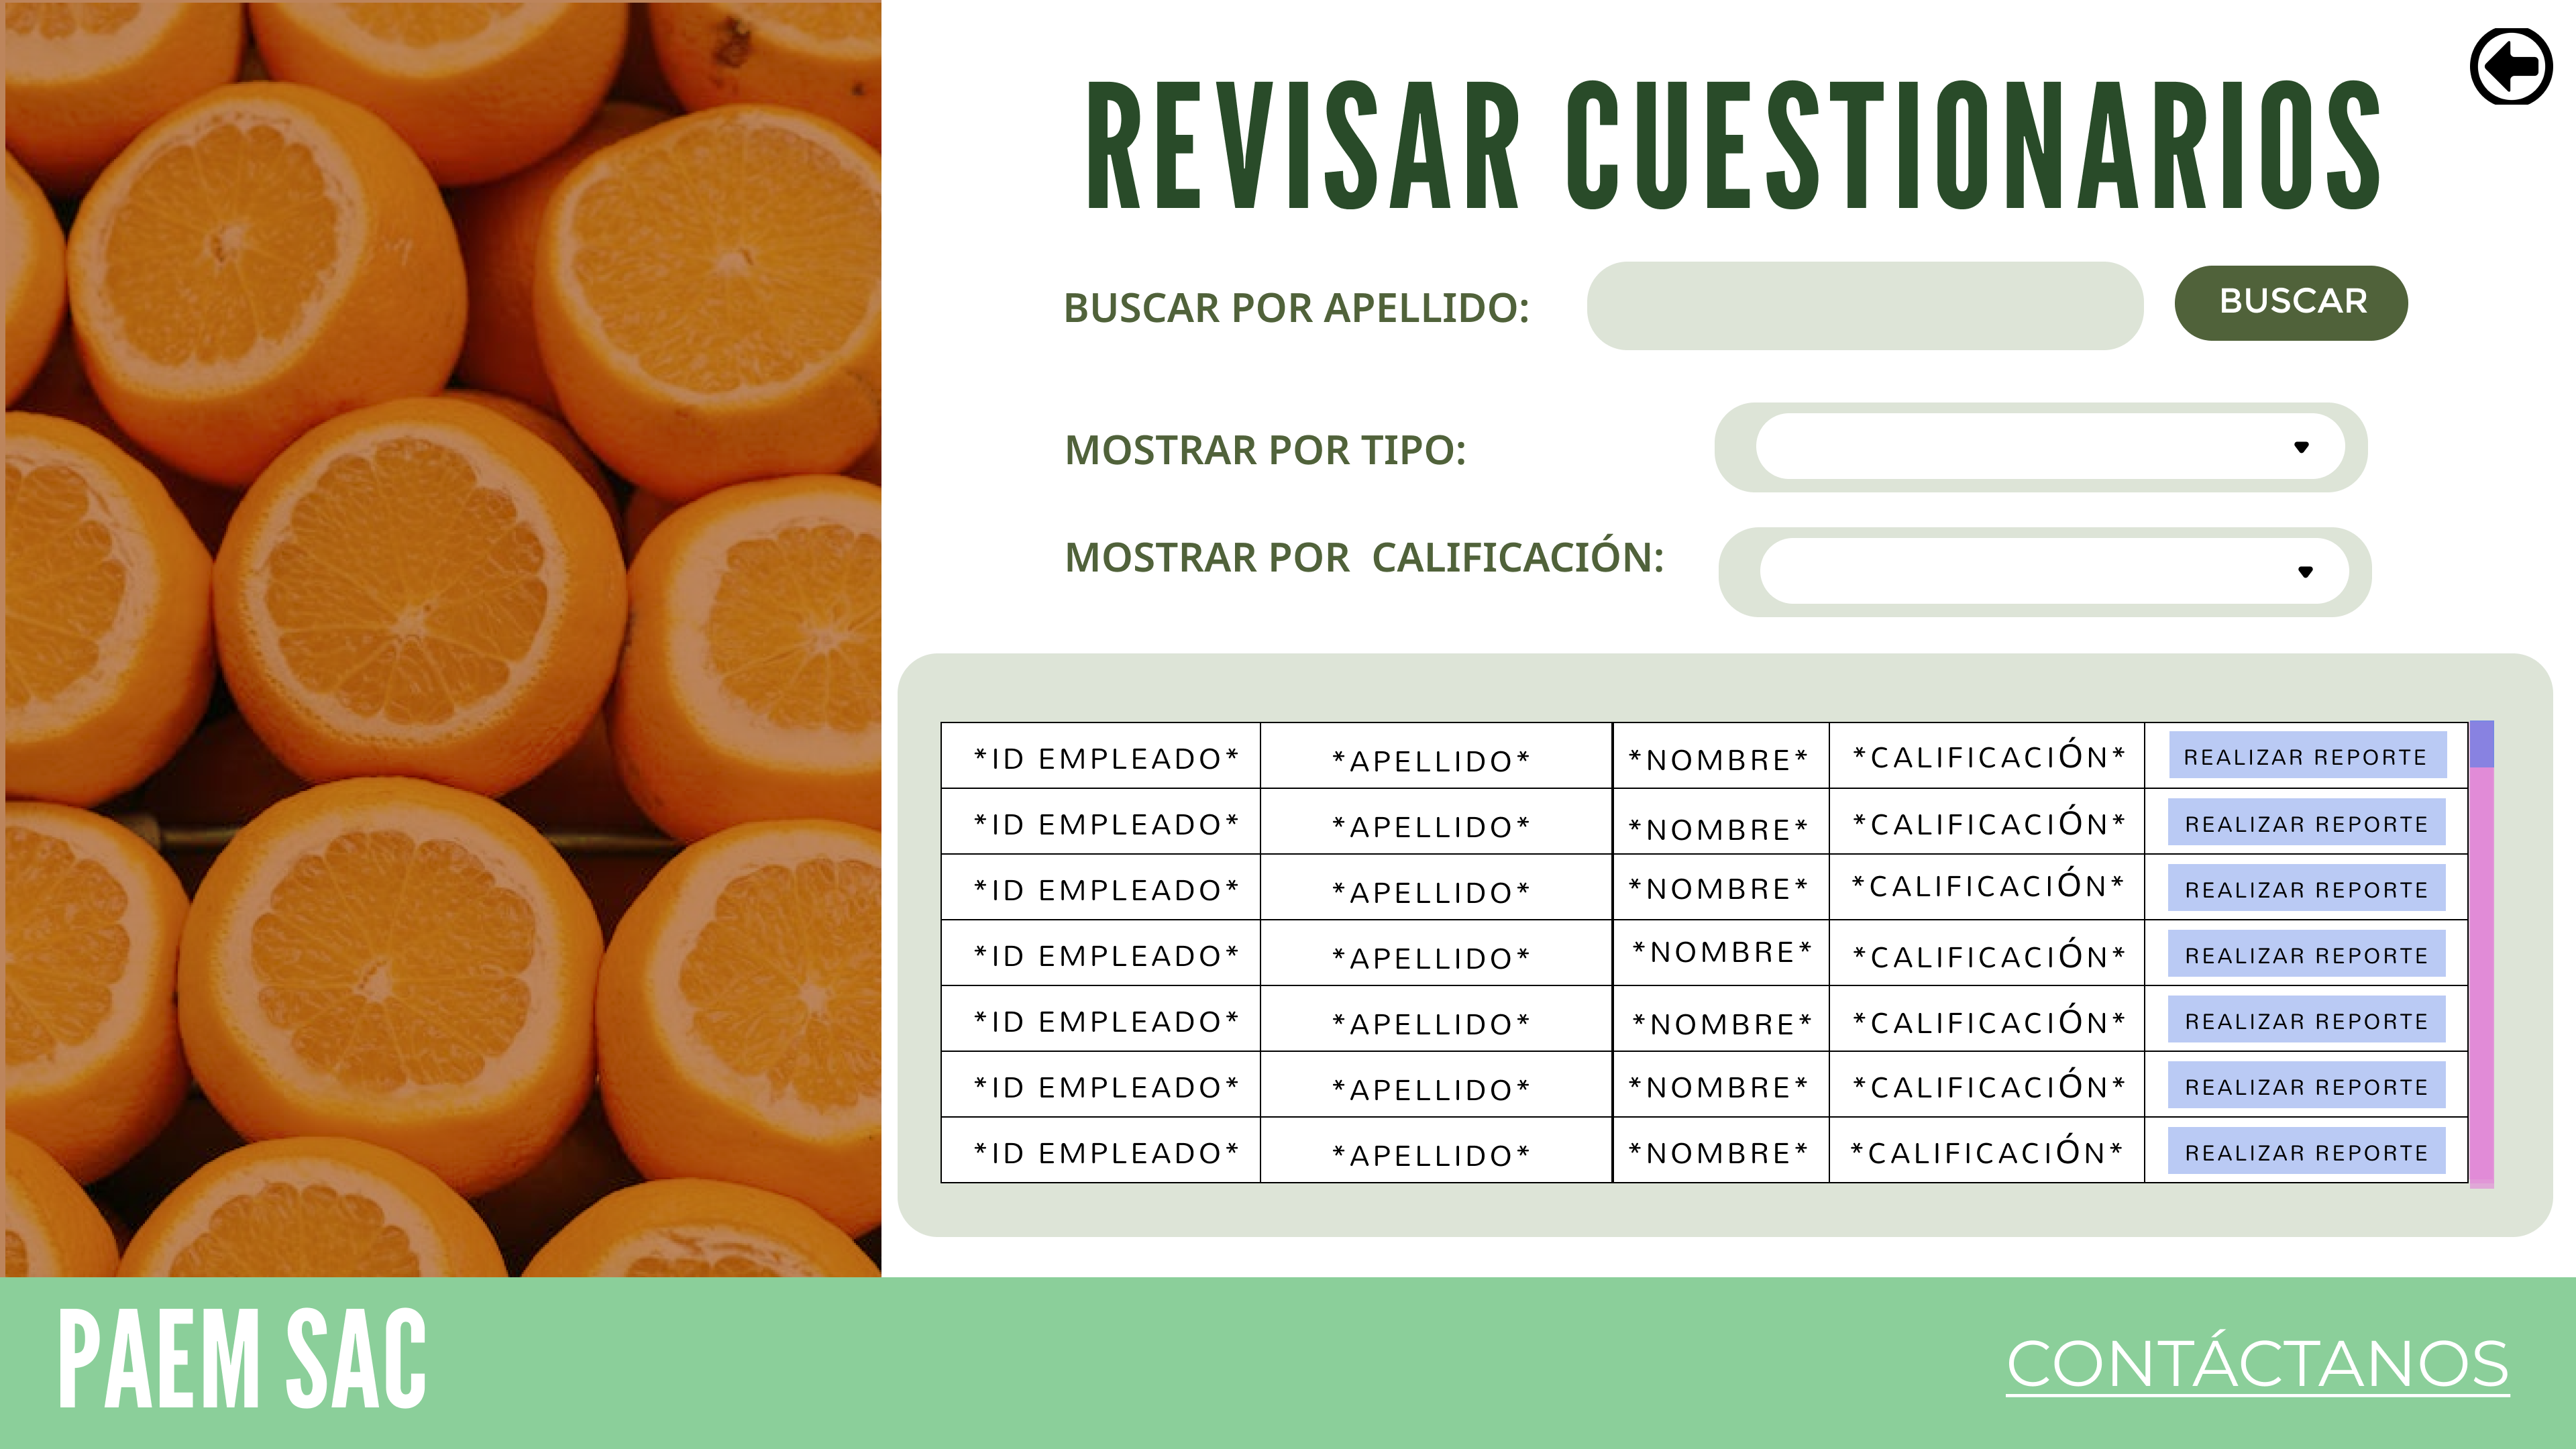 REVISAR CUESTIONARIOS
BUSCAR POR APELLIDO:
BUSCAR
MOSTRAR POR TIPO:
MOSTRAR POR  CALIFICACIÓN:
*ID EMPLEADO* *APELLIDO* *NOMBRE* *CALIFICACIÓN* REALIZAR REPORTE
*ID EMPLEADO* *APELLIDO* *NOMBRE* *CALIFICACIÓN* REALIZAR REPORTE
*ID EMPLEADO* *APELLIDO* *NOMBRE* *CALIFICACIÓN* REALIZAR REPORTE
*ID EMPLEADO* *APELLIDO* *NOMBRE* *CALIFICACIÓN* REALIZAR REPORTE
*ID EMPLEADO* *APELLIDO* *NOMBRE* *CALIFICACIÓN* REALIZAR REPORTE
*ID EMPLEADO* *APELLIDO* *NOMBRE* *CALIFICACIÓN* REALIZAR REPORTE
*ID EMPLEADO* *APELLIDO* *NOMBRE* *CALIFICACIÓN* REALIZAR REPORTE
PAEM SAC
CONTÁCTANOS